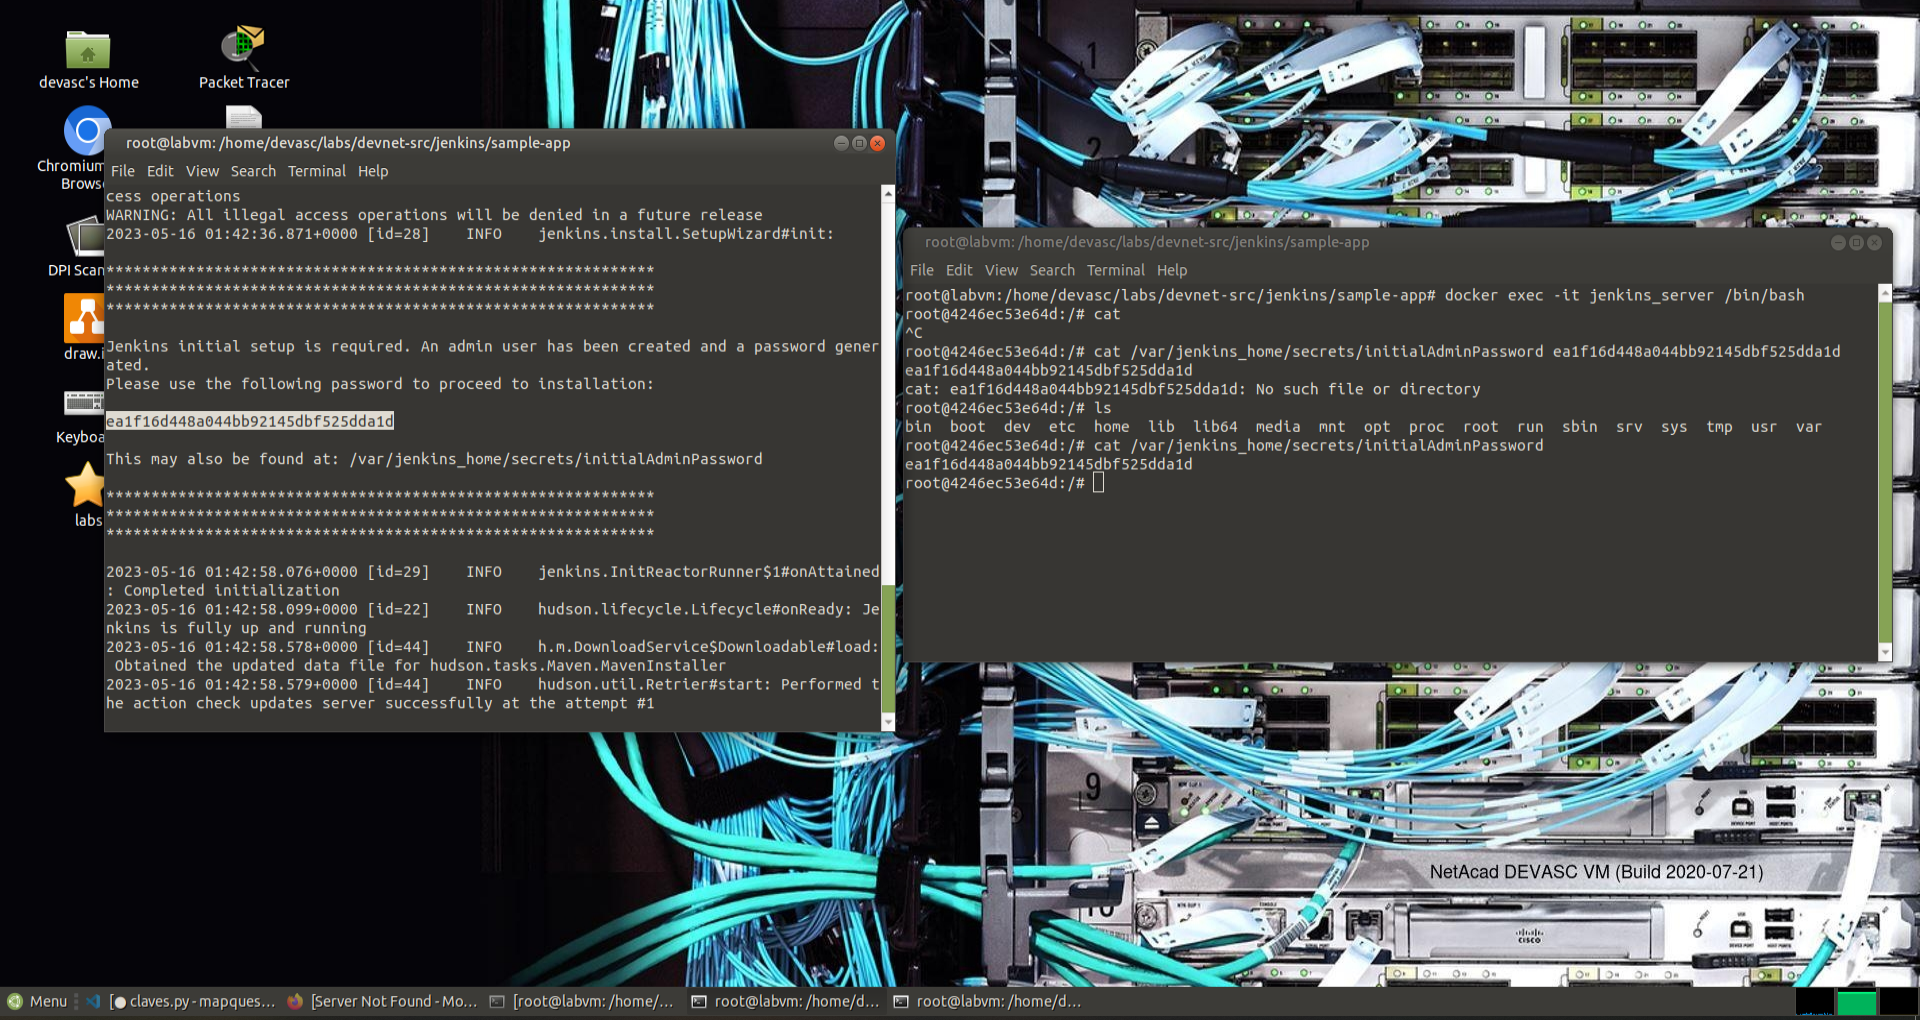 devasc's Home
Packet Tracer
Chromium
Brows
DPI Scan
draw.i
Keyboa
labs
root@labvm: /home/devasc/labs/devnet-src/jenkins/sample-app
File Edit View Search Terminal Help
cess operations
WARNING: All illegal access operations will be denied in a future release
2023-05-16 01:42:36.871+0000 [id=28] INFO jenkins.install.SetupWizard#init:
*************************************************************
*************************************************************
*************************************************************
Jenkins initial setup is required. An admin user has been created and a password gener
ated.
Please use the following password to proceed to installation:
ea1f16d448a044bb92145dbf525dda1d
This may also be found at: /var/jenkins_home/secrets/initialAdminPassword
*************************************************************
*************************************************************
*************************************************************
2023-05-16 01:42:58.076+0000 [id=29] INFO jenkins.InitReactorRunner$1#onAttained
: Completed initialization
2023-05-16 01:42:58.099+0000 [id=22] INFO hudson.lifecycle.Lifecycle#onReady: Je
nkins is fully up and running
2023-05-16 01:42:58.578+0000 [id=44] INFO h.m.DownloadService$Downloadable#load:
Obtained the updated data file for hudson.tasks.Maven.MavenInstaller
2023-05-16 01:42:58.579+0000 [id=44] INFO hudson.util.Retrier#start: Performed t
he action check updates server successfully at the attempt #1
root@labvm: /home/devasc/labs/devnet-src/jenkins/sample-app
File Edit View Search Terminal Help
root@labvm:/home/devasc/labs/devnet-src/jenkins/sample-app# docker exec -it jenkins_server /bin/bash
root@4246ec53e64d:/# cat
^C
root@4246ec53e64d:/# cat /var/jenkins_home/secrets/initialAdminPassword ea1f16d448a044bb92145dbf525dda1d
ea1f16d448a044bb92145dbf525dda1d
cat: ea1f16d448a044bb92145dbf525dda1d: No such file or directory
root@4246ec53e64d:/# ls
bin boot dev etc home lib lib64 media mnt opt proc root run sbin srv sys tmp usr var
root@4246ec53e64d:/# cat /var/jenkins_home/secrets/initialAdminPassword
ea1f16d448a044bb92145dbf525dda1d
root@4246ec53e64d:/#
1
2
9
10
NetAcad DEVASC VM (Build 2020-07-21)
CISCO
Menu
[● claves.py - mapques...
[Server Not Found - Mo...
[root@labvm: /home/...
root@labvm: /home/d...
root@labvm: /home/d...